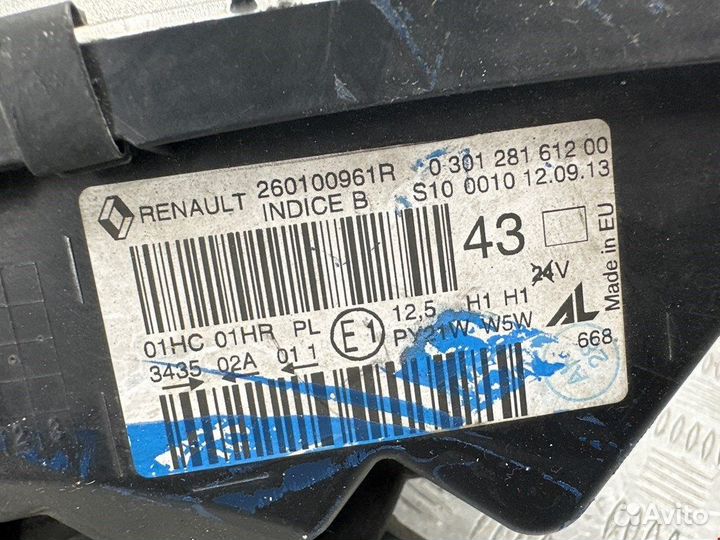 RENAULT 260100961R 0 301 281 612 00
INDICE B S10 0010 12.09.13
43
24V
Made in EU
01HC 01HR PL E1 12,5 H1 H1
3435 02A 01 1 PY21W W5W AL
668
Avito